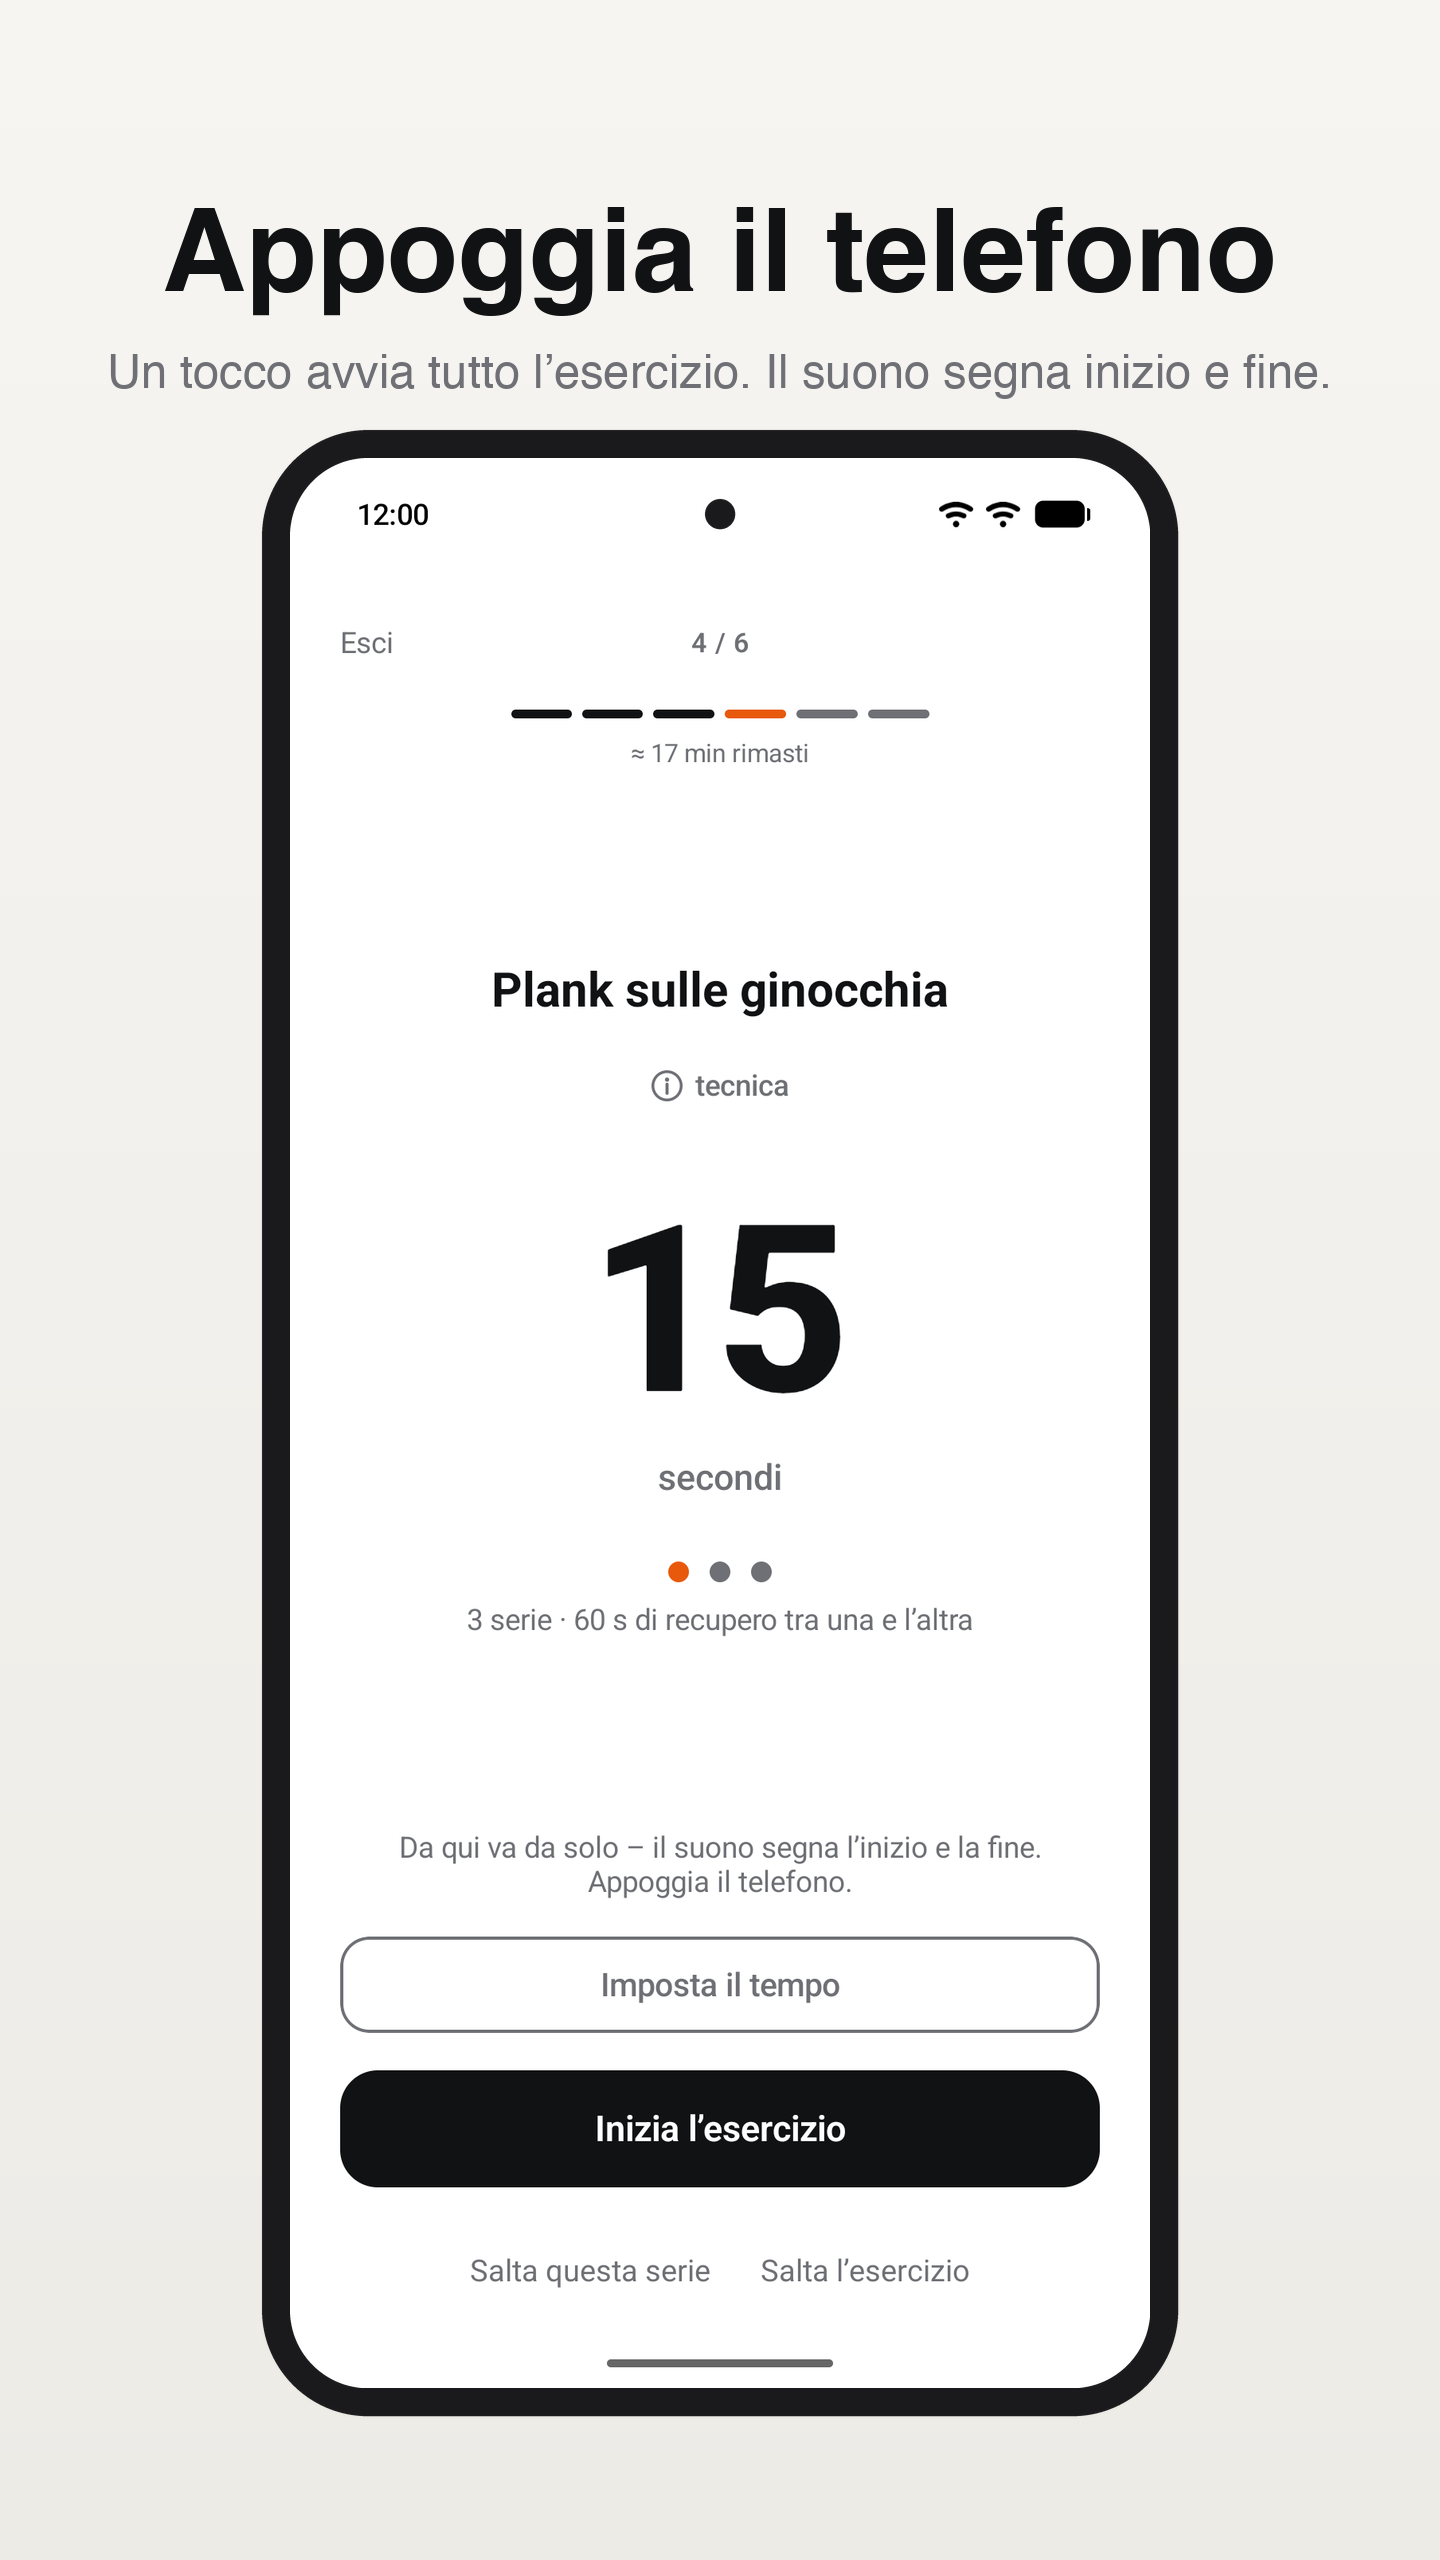 Appoggia il telefono
Un tocco avvia tutto l’esercizio. Il suono segna inizio e fine.
12:00
Esci
4 / 6
≈ 17 min rimasti
Plank sulle ginocchia
tecnica
15
secondi
3 serie · 60 s di recupero tra una e l’altra
Da qui va da solo – il suono segna l’inizio e la fine.
Appoggia il telefono.
Imposta il tempo
Inizia l’esercizio
Salta questa serie
Salta l’esercizio